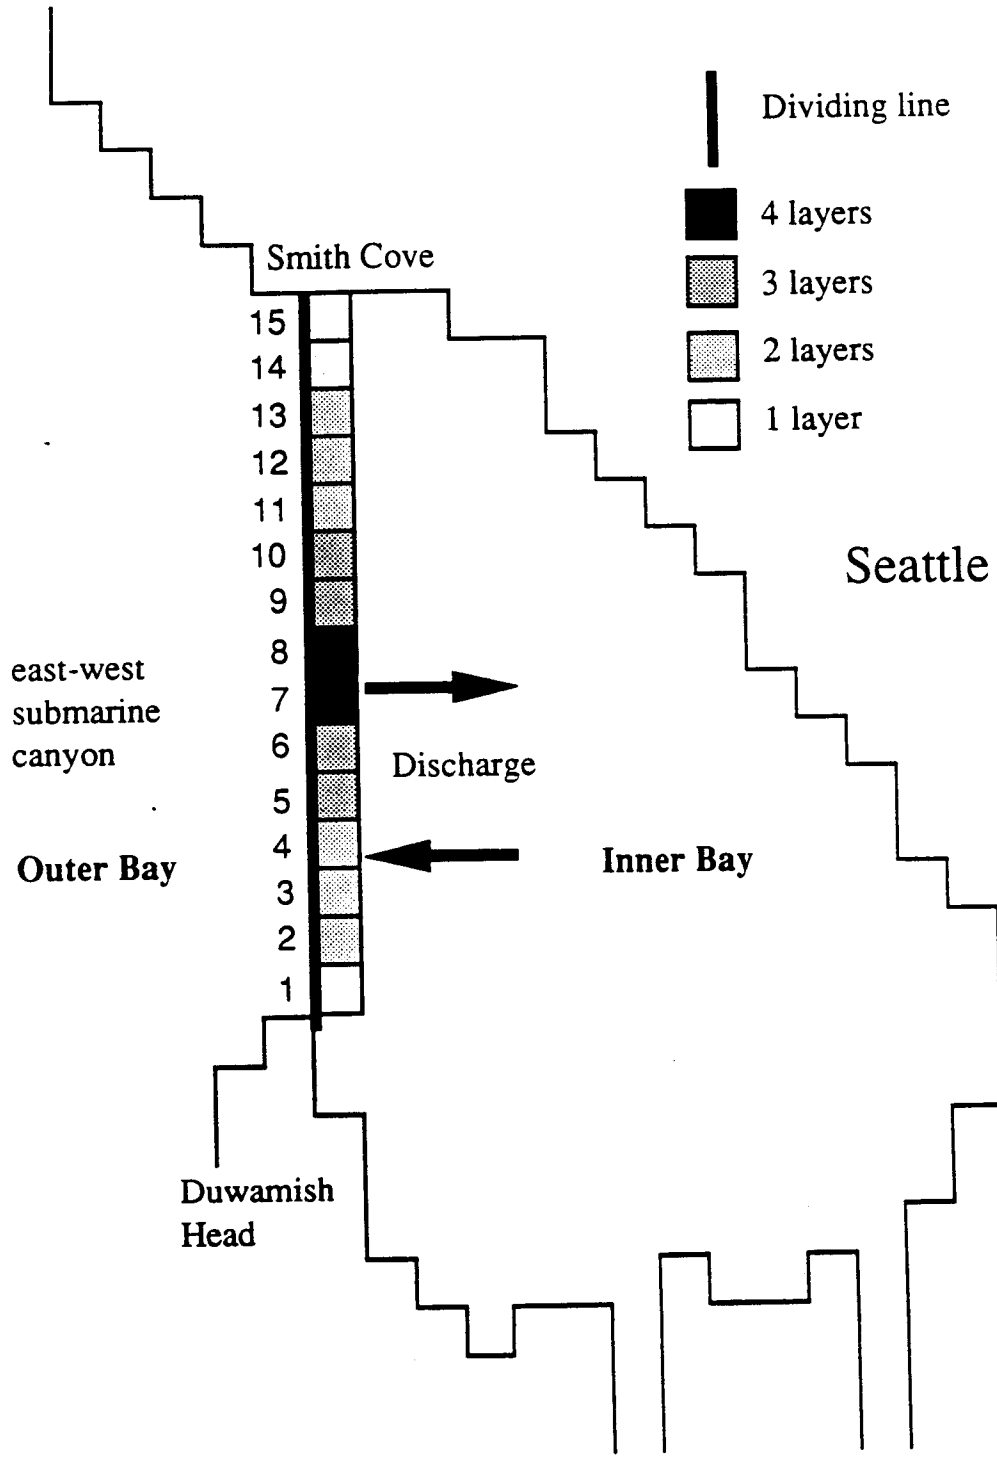 Dividing line
4 layers
3 layers
2 layers
1 layer
Smith Cove
15
14
13
12
11
10
9
8
7
6
5
4
3
2
1
Seattle
east-west
submarine
canyon
Discharge
Outer Bay
Inner Bay
Duwamish
Head